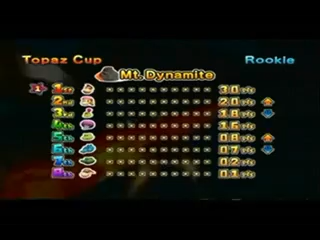 Topaz Cup Rookie
Mt. Dynamite
1st 30pts
2nd 20pts
3rd 18pts
4th 16pts
5th 08pts
6th 07pts
7th 02pts
8th 01pts